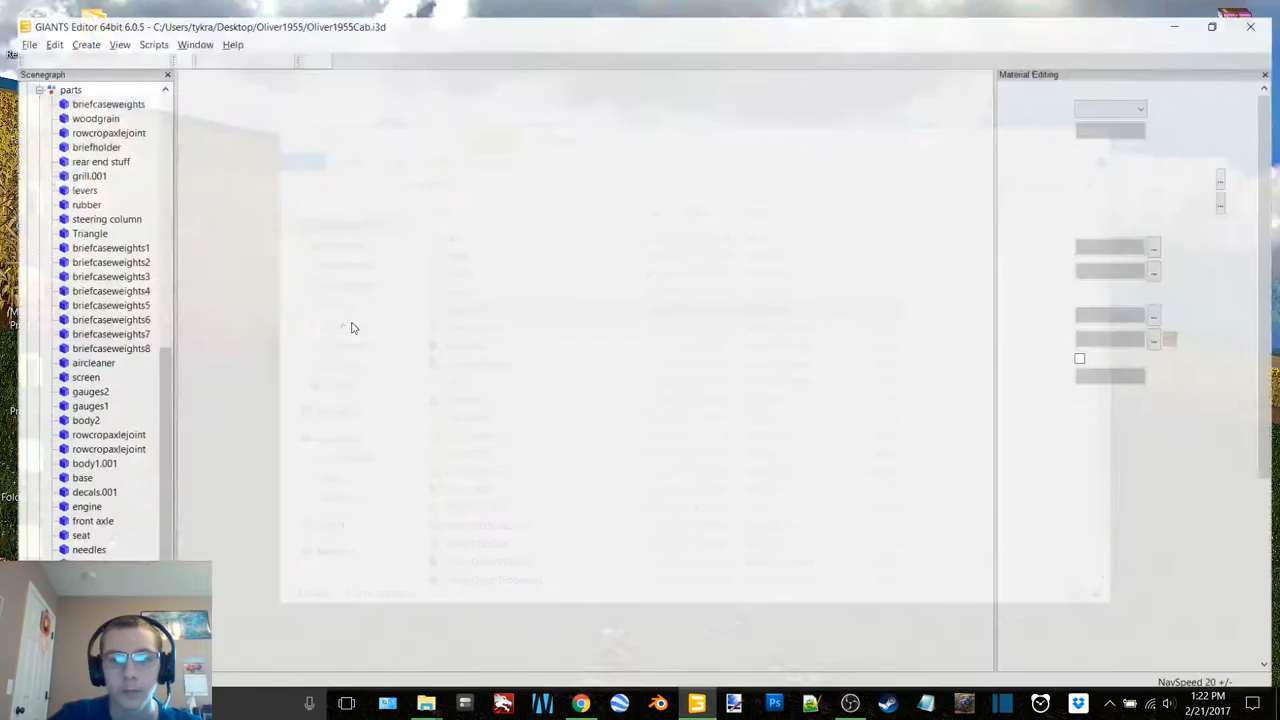 GIANTS Editor 64bit 6.0.5 - C:/Users/tykra/Desktop/Oliver1955/Oliver1955Cab.i3d
File Edit Create View Scripts Window Help
Scenegraph
Material Editing
parts
briefcaseweights
woodgrain
rowcropaxlejoint
briefholder
rear end stuff
grill.001
levers
rubber
steering column
Triangle
briefcaseweights1
briefcaseweights2
briefcaseweights3
briefcaseweights4
briefcaseweights5
briefcaseweights6
briefcaseweights7
briefcaseweights8
aircleaner
screen
gauges2
gauges1
body2
rowcropaxlejoint
rowcropaxlejoint
body1.001
base
decals.001
engine
front axle
seat
needles
NavSpeed 20 +/-
Ps
1:22 PM
2/21/2017